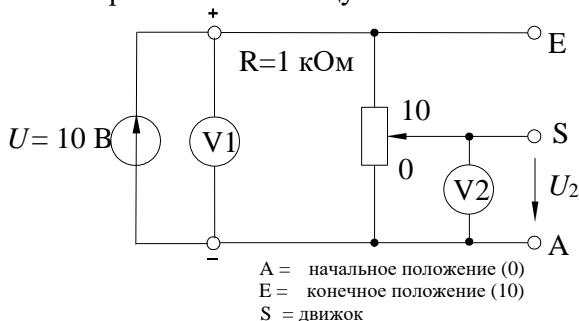 +
E
R=1 кОм
10
S
U= 10 В
V1
0
V2
U2
–
A
A = начальное положение (0)
E = конечное положение (10)
S = движок